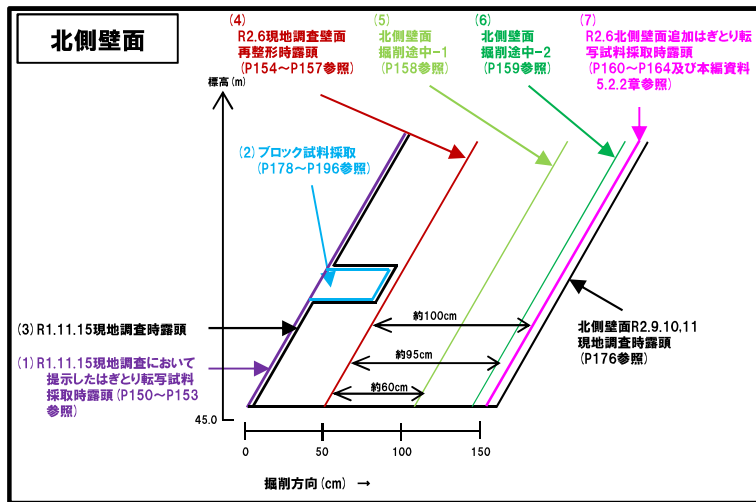 北側壁面
(4)
R2.6現地調査壁面
再整形時露頭
(P154～P157参照)
(5)
北側壁面
掘削途中-1
(P158参照)
(6)
北側壁面
掘削途中-2
(P159参照)
(7)
R2.6北側壁面追加はぎとり転
写試料採取時露頭
(P160～P164及び本編資料
5.2.2章参照)
標高(m)
(2) ブロック試料採取
(P178～P196参照)
(3) R1.11.15現地調査時露頭
(1) R1.11.15現地調査において
提示したはぎとり転写試料
採取時露頭(P150～P153
参照)
約100cm
約95cm
約60cm
北側壁面R2.9.10,11
現地調査時露頭
(P176参照)
45.0
0 50 100 150
掘削方向(cm) →